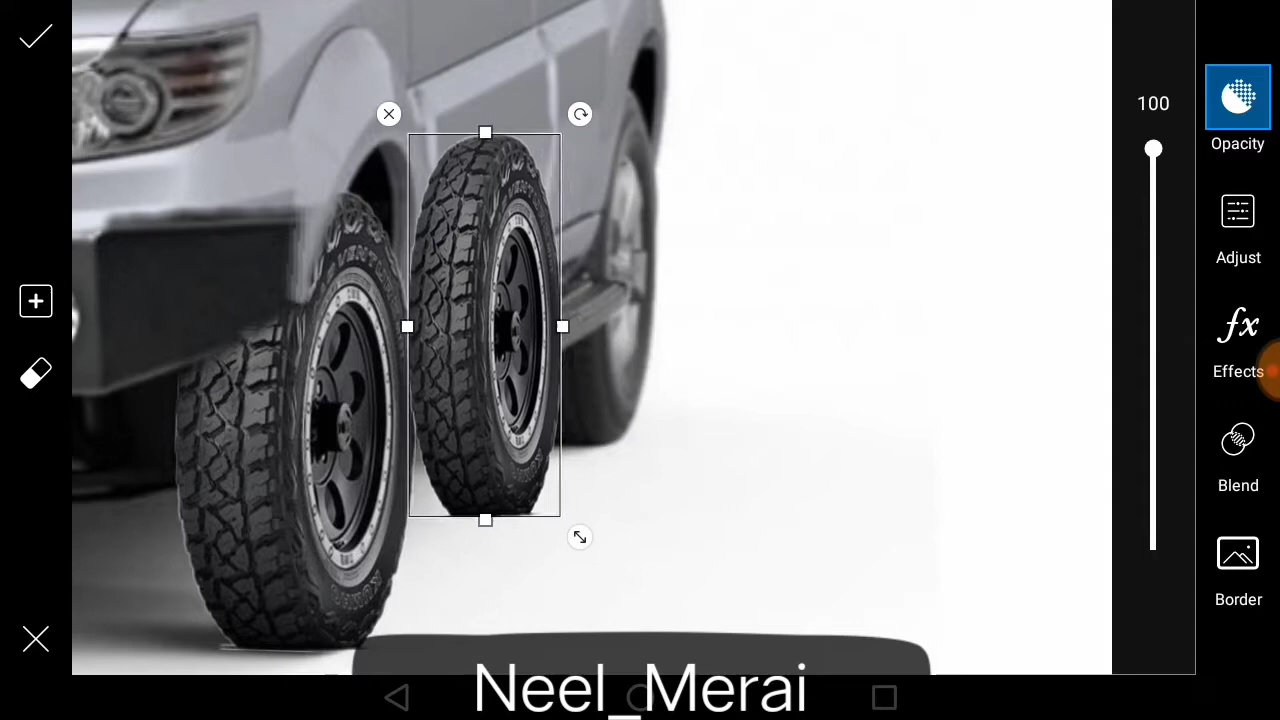 100
Opacity
Adjust
fx
Effects
Blend
Border
Neel_Merai